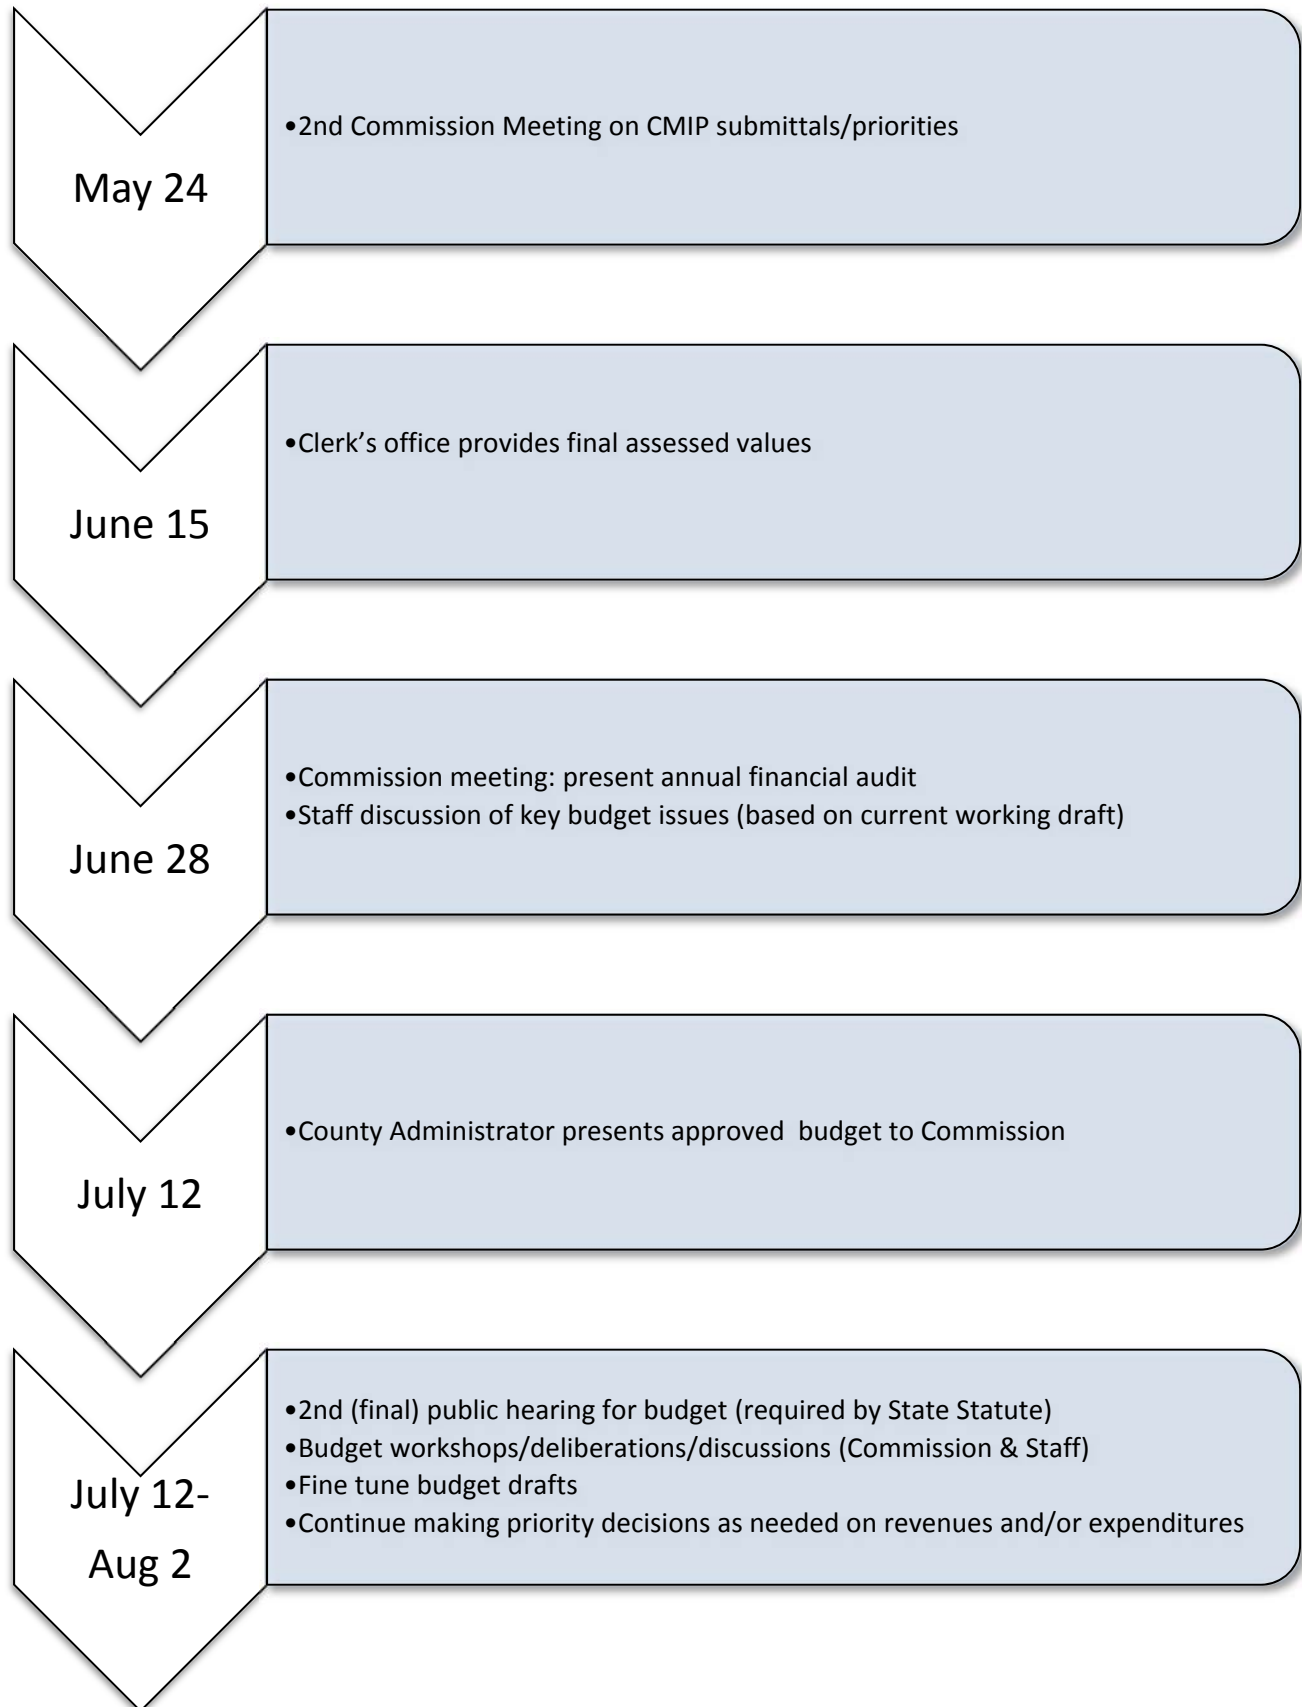 May 24
•2nd Commission Meeting on CMIP submittals/priorities
June 15
•Clerk’s office provides final assessed values
June 28
•Commission meeting: present annual financial audit
•Staff discussion of key budget issues (based on current working draft)
July 12
•County Administrator presents approved  budget to Commission
July 12-
Aug 2
•2nd (final) public hearing for budget (required by State Statute)
•Budget workshops/deliberations/discussions (Commission & Staff)
•Fine tune budget drafts
•Continue making priority decisions as needed on revenues and/or expenditures